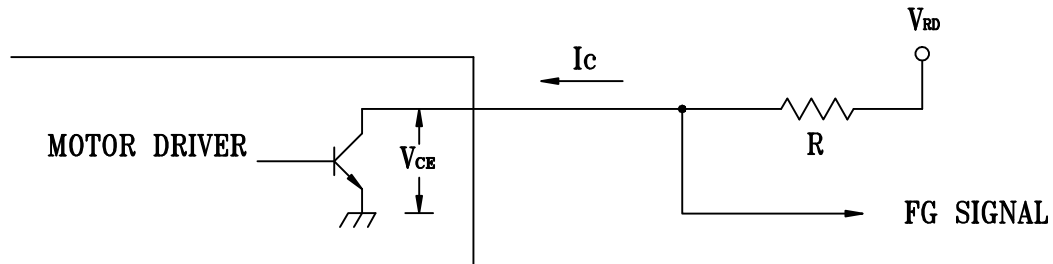 VRD
Ic
MOTOR DRIVER
VCE
R
FG SIGNAL